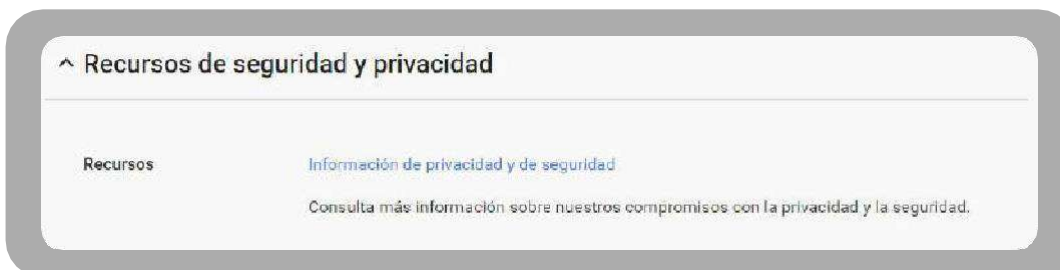 Recursos de seguridad y privacidad
Recursos
Información de privacidad y de seguridad
Consulta más información sobre nuestros compromisos con la privacidad y la seguridad.